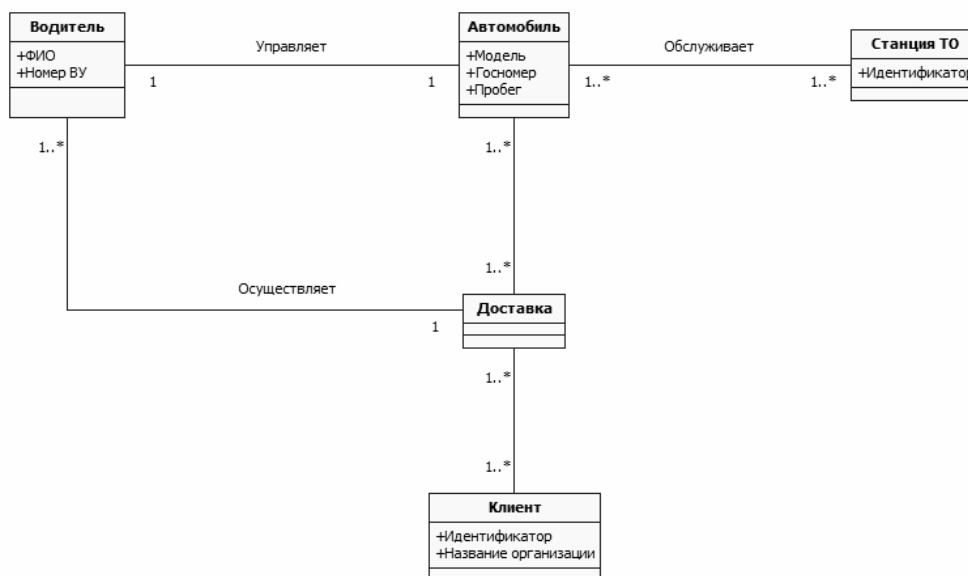 Водитель
+ФИО
+Номер ВУ
Управляет
1
1
Автомобиль
+Модель
+Госномер
+Пробег
Обслуживает
1..*
1..*
Станция ТО
+Идентификатор
1..*
1..*
1..*
Осуществляет
1
Доставка
1..*
1..*
Клиент
+Идентификатор
+Название организации